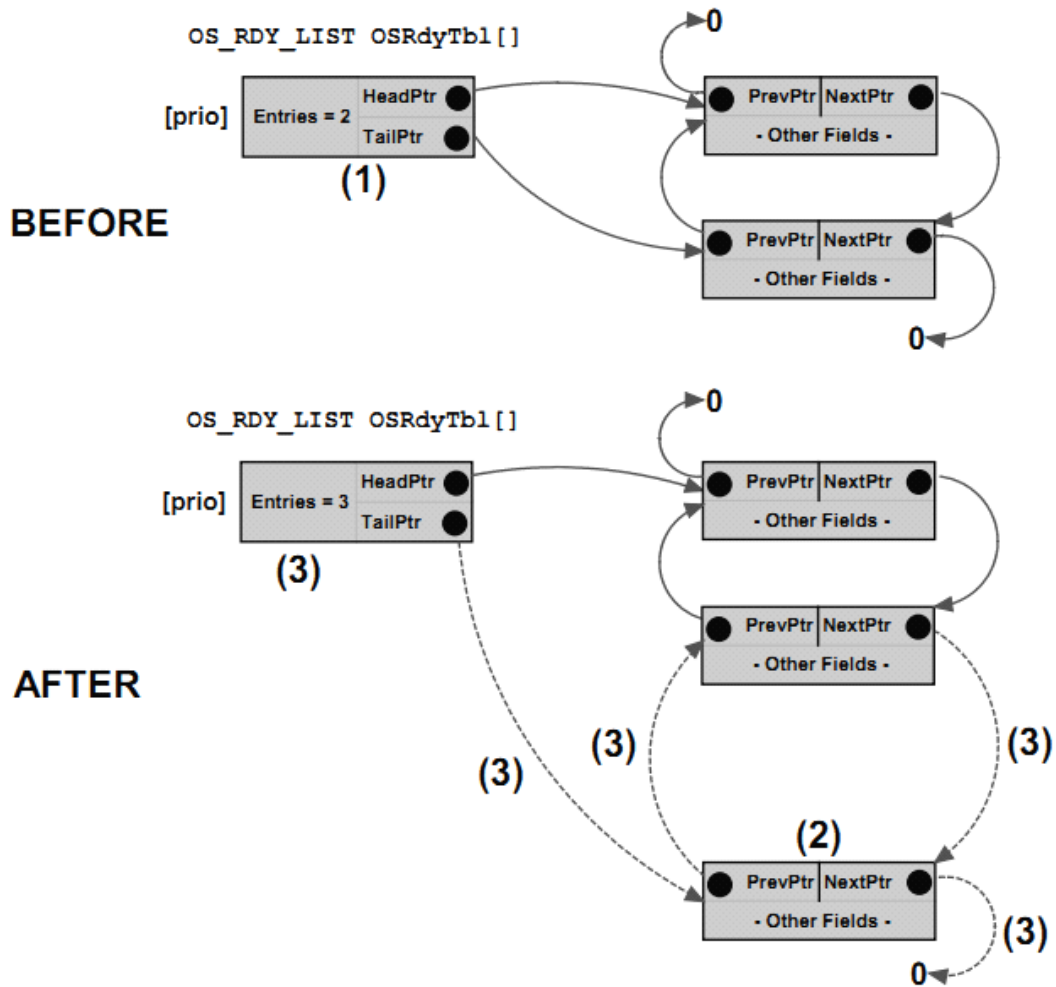 0
OS_RDY_LIST OSRdyTbl[]
[prio]
Entries = 2
HeadPtr
TailPtr
(1)
PrevPtr NextPtr
- Other Fields -
BEFORE
PrevPtr NextPtr
- Other Fields -
0
0
OS_RDY_LIST OSRdyTbl[]
[prio]
Entries = 3
HeadPtr
TailPtr
(3)
PrevPtr NextPtr
- Other Fields -
PrevPtr NextPtr
- Other Fields -
AFTER
(3)
(3)
(3)
(2)
PrevPtr NextPtr
- Other Fields -
(3)
0